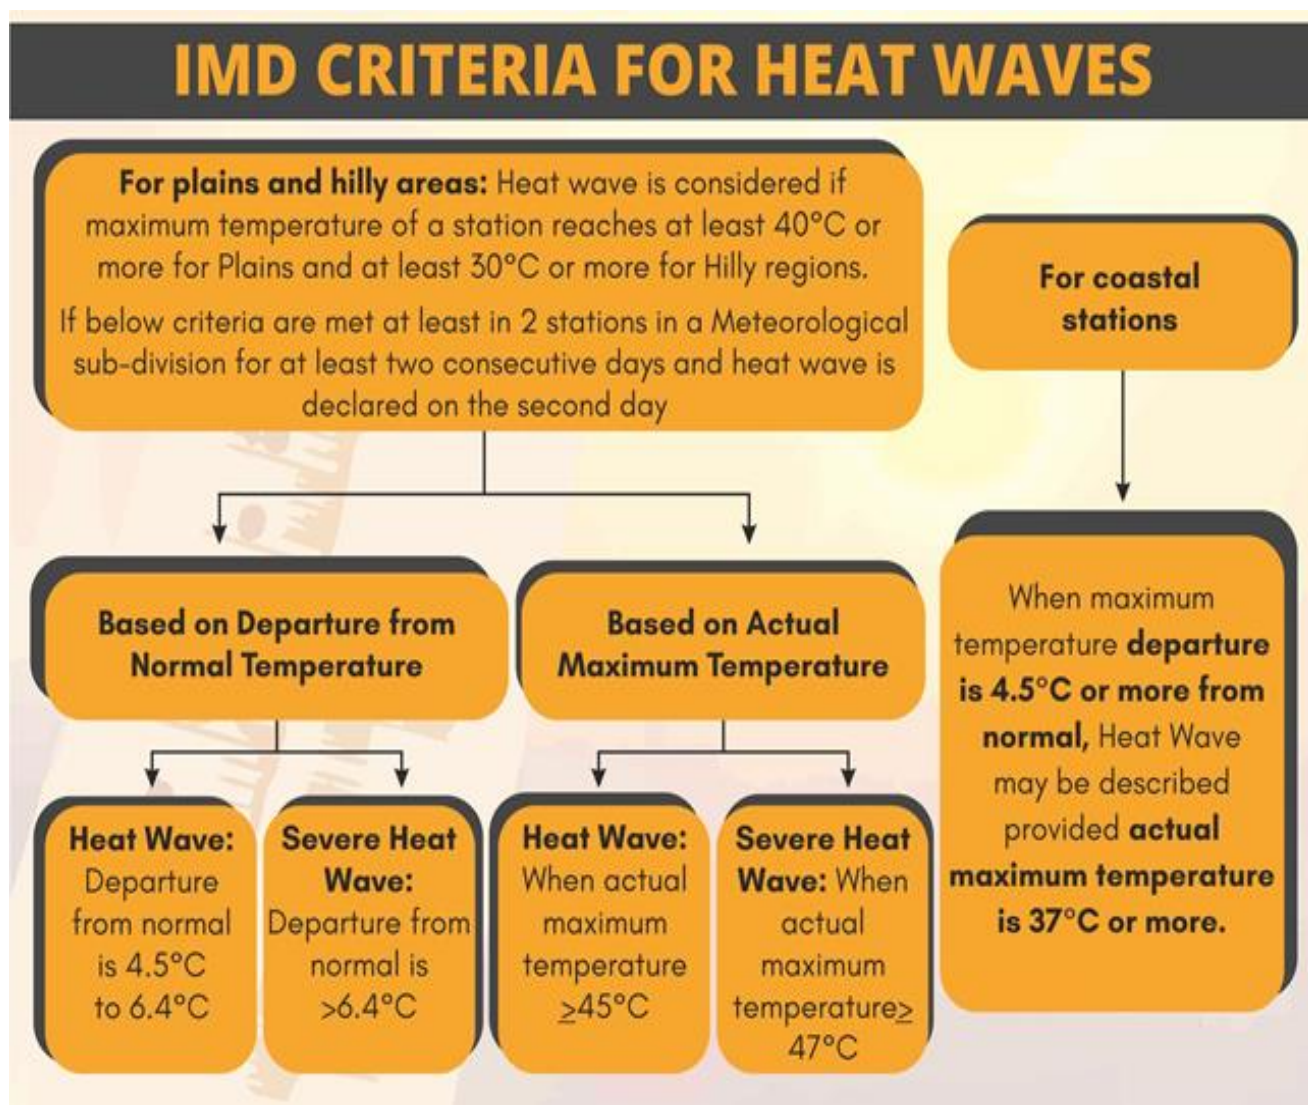 IMD CRITERIA FOR HEAT WAVES
For plains and hilly areas: Heat wave is considered if
maximum temperature of a station reaches at least 40°C or
more for Plains and at least 30°C or more for Hilly regions.
If below criteria are met at least in 2 stations in a Meteorological
sub-division for at least two consecutive days and heat wave is
declared on the second day
For coastal
stations
Based on Departure from
Normal Temperature
Based on Actual
Maximum Temperature
Heat Wave:
Departure
from normal
is 4.5°C
to 6.4°C
Severe Heat
Wave:
Departure from
normal is
>6.4°C
Heat Wave:
When actual
maximum
temperature
≥45°C
Severe Heat
Wave: When
actual
maximum
temperature≥
47°C
When maximum
temperature departure
is 4.5°C or more from
normal, Heat Wave
may be described
provided actual
maximum temperature
is 37°C or more.